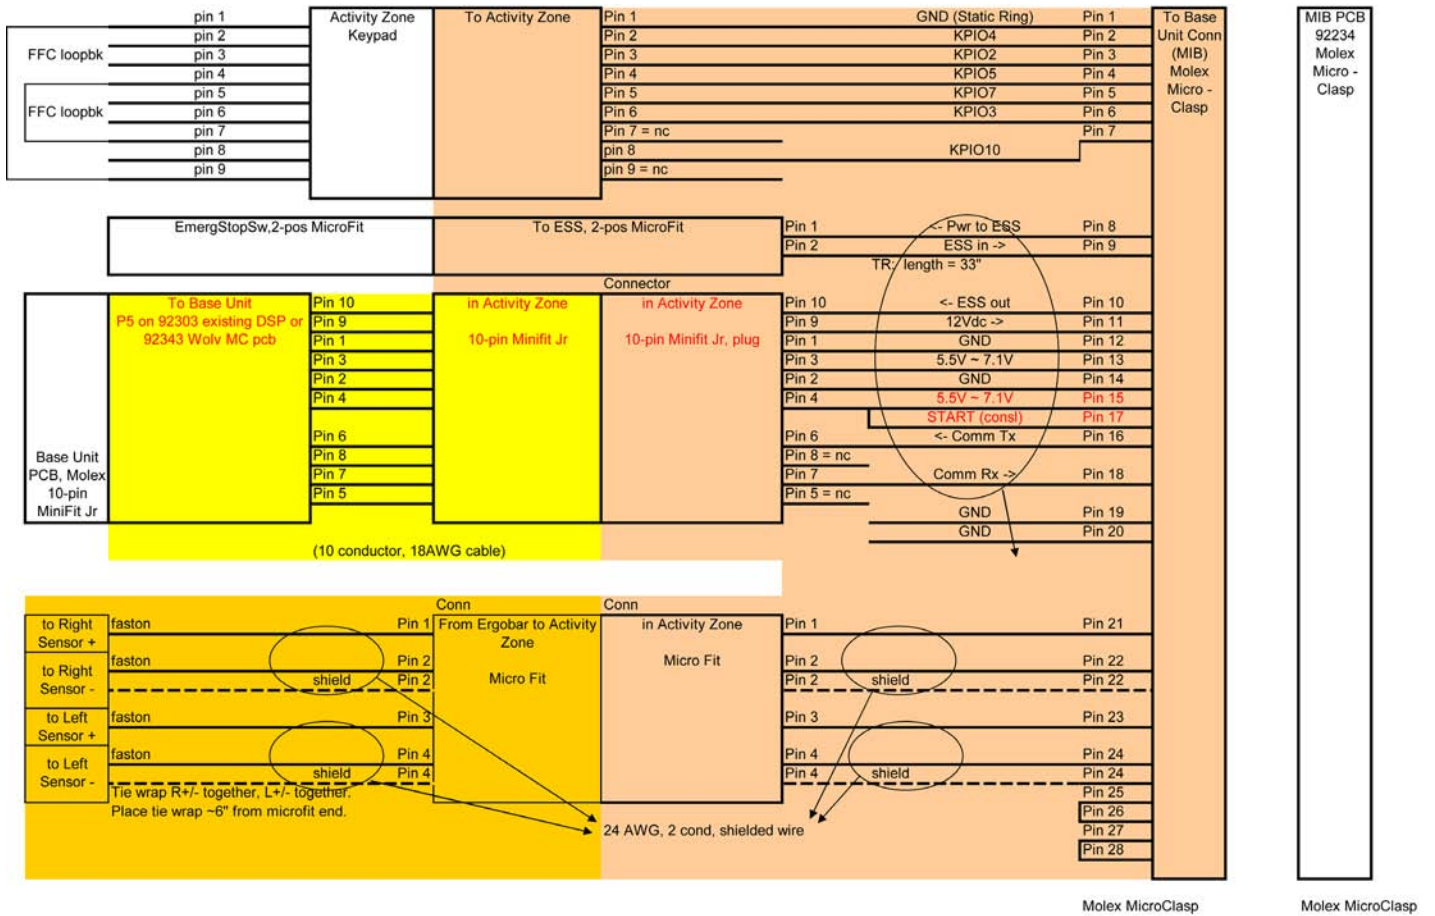 pin 1 Activity Zone To Activity Zone Pin 1 GND (Static Ring) Pin 1 To Base MIB PCB
pin 2 Keypad Pin 2 KPIO4 Pin 2 Unit Conn 92234
FFC loopbk pin 3 Pin 3 KPIO2 Pin 3 (MIB) Molex
pin 4 Pin 4 KPIO5 Pin 4 Molex Micro -
pin 5 Pin 5 KPIO7 Pin 5 Micro - Clasp
FFC loopbk pin 6 Pin 6 KPIO3 Pin 6 Clasp
pin 7 Pin 7 = nc Pin 7
pin 8 pin 8 KPIO10
pin 9 pin 9 = nc
EmergStopSw,2-pos MicroFit To ESS, 2-pos MicroFit Pin 1 <- Pwr to ESS Pin 8
Pin 2 ESS in -> Pin 9
TR: length = 33"
Connector
To Base Unit Pin 10 in Activity Zone in Activity Zone Pin 10 <- ESS out Pin 10
P5 on 92303 existing DSP or Pin 9 Pin 9 12Vdc -> Pin 11
92343 Wolv MC pcb Pin 1 10-pin Minifit Jr 10-pin Minifit Jr, plug Pin 1 GND Pin 12
Pin 3 Pin 3 5.5V ~ 7.1V Pin 13
Pin 2 Pin 2 GND Pin 14
Pin 4 Pin 4 5.5V ~ 7.1V Pin 15
START (consl) Pin 17
Pin 6 Pin 6 <- Comm Tx Pin 16
Base Unit Pin 8 Pin 8 = nc
PCB, Molex Pin 7 Pin 7 Comm Rx -> Pin 18
10-pin Pin 5 Pin 5 = nc
MiniFit Jr GND Pin 19
GND Pin 20
(10 conductor, 18AWG cable)
Conn Conn
to Right faston Pin 1 From Ergobar to Activity in Activity Zone Pin 1 Pin 21
Sensor + Zone
to Right faston Pin 2 Micro Fit Pin 2 Pin 22
Sensor - shield Pin 2 Micro Fit Pin 2 shield Pin 22
to Left faston Pin 3 Pin 3 Pin 23
Sensor +
to Left faston Pin 4 Pin 4 Pin 24
Sensor - shield Pin 4 Pin 4 shield Pin 24
Tie wrap R+/- together, L+/- together. Pin 25
Place tie wrap ~6" from microfit end. Pin 26
24 AWG, 2 cond, shielded wire Pin 27
Pin 28
Molex MicroClasp Molex MicroClasp